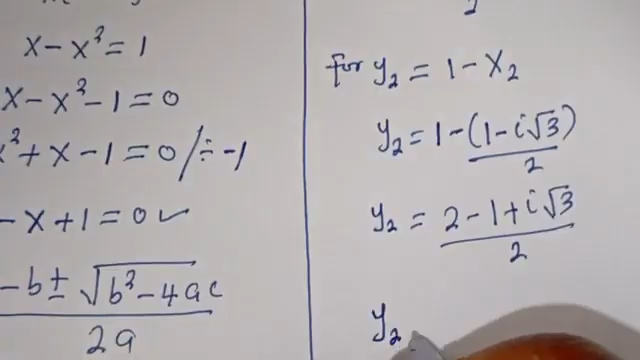 x - x² = 1
x - x² - 1 = 0
x² + x - 1 = 0 / ÷ -1
- x + 1 = 0 ✓
-b ± √(b² - 4ac)
2a
2
for y₂ = 1 - x₂
y₂ = 1 - (1 - i√3)/2
y₂ = (2 - 1 + i√3)/2
y₂